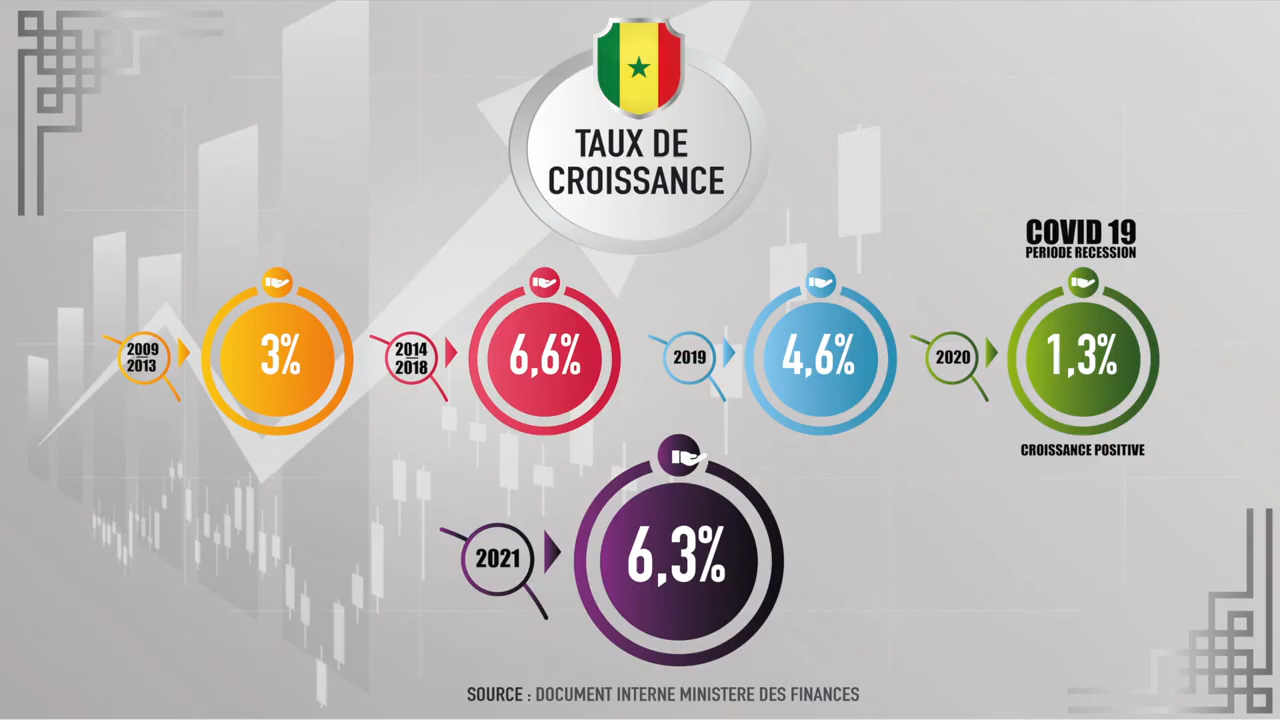 TAUX DE
CROISSANCE
COVID 19
PERIODE RECESSION
2009
2013
3%
2014
2018
6,6%
2019
4,6%
2020
1,3%
CROISSANCE POSITIVE
2021
6,3%
SOURCE : DOCUMENT INTERNE MINISTERE DES FINANCES